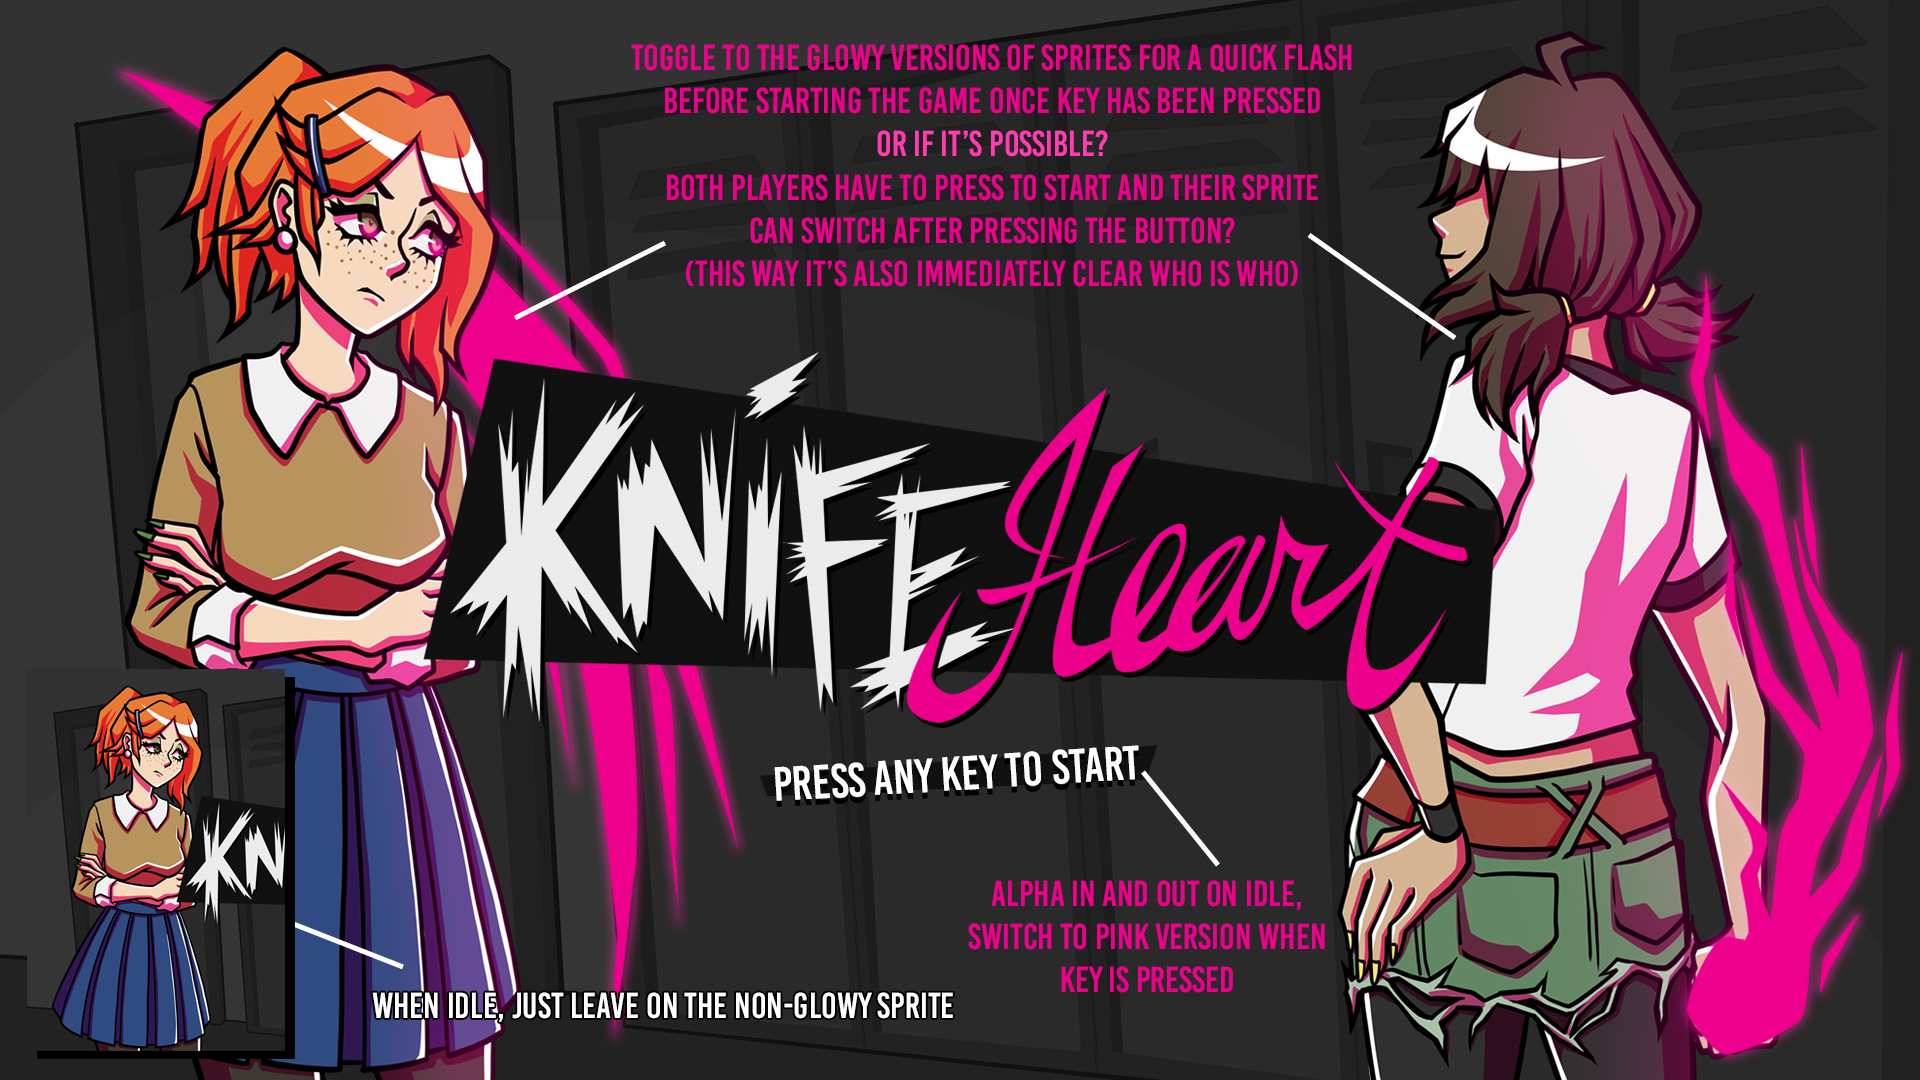 TOGGLE TO THE GLOWY VERSIONS OF SPRITES FOR A QUICK FLASH
BEFORE STARTING THE GAME ONCE KEY HAS BEEN PRESSED
OR IF IT'S POSSIBLE?
BOTH PLAYERS HAVE TO PRESS TO START AND THEIR SPRITE
CAN SWITCH AFTER PRESSING THE BUTTON?
(THIS WAY IT'S ALSO IMMEDIATELY CLEAR WHO IS WHO)
KNIFE Heart
PRESS ANY KEY TO START
ALPHA IN AND OUT ON IDLE,
SWITCH TO PINK VERSION WHEN
KEY IS PRESSED
KN
WHEN IDLE, JUST LEAVE ON THE NON-GLOWY SPRITE